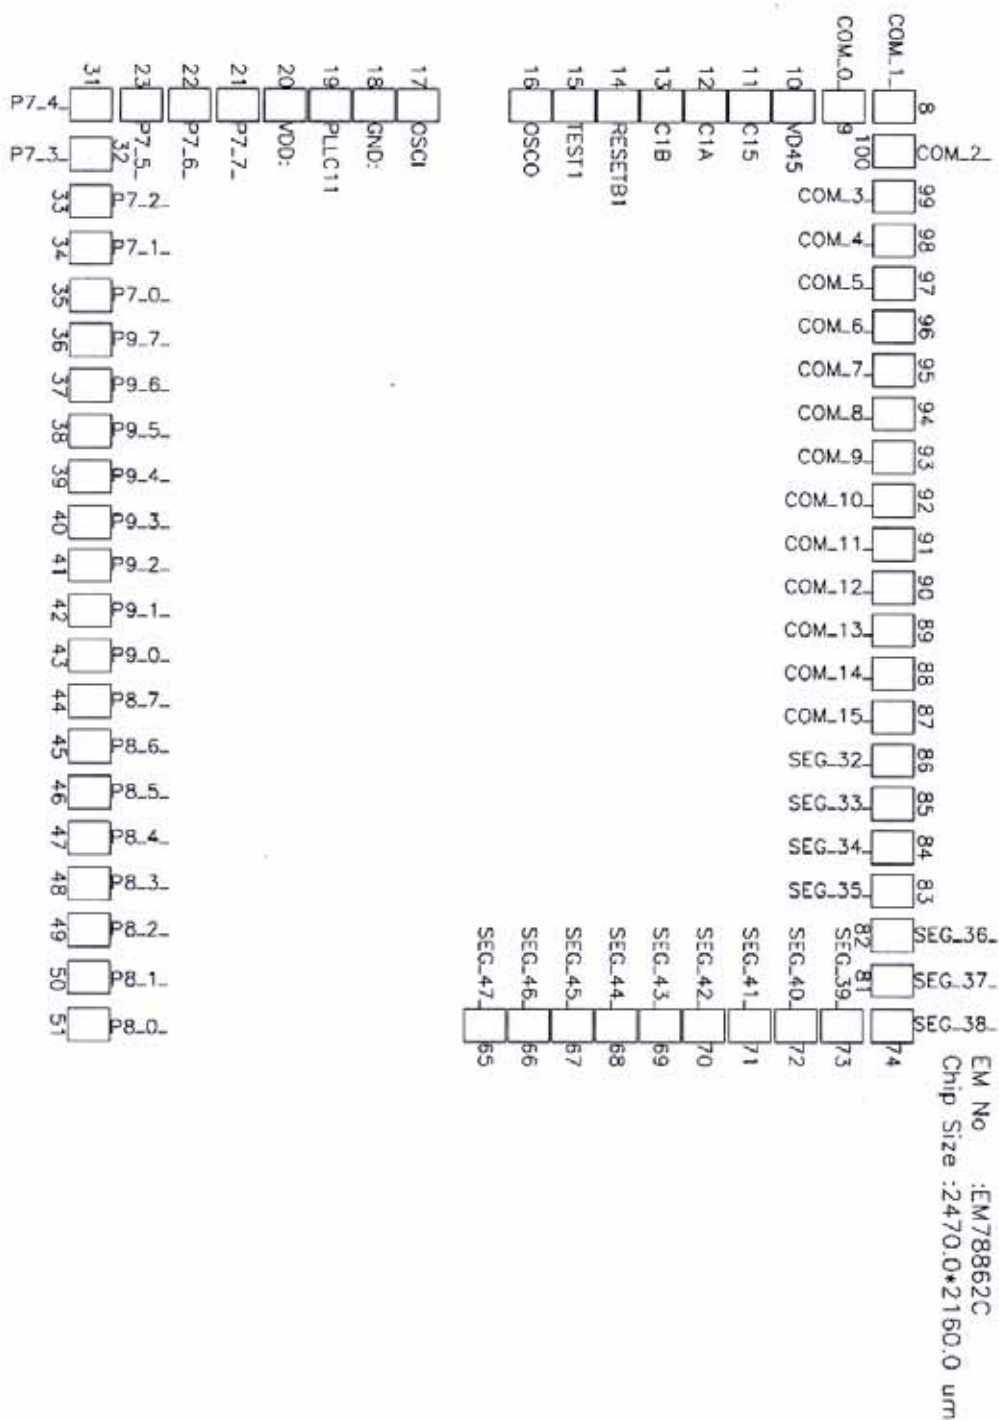 COM_1_
8
COM_0_
9
10
VD45
11
C15
12
C1A
13
C1B
14
RESETB1
15
TEST1
16
OSCO
17
OSCI
18
GND:
19
PLLC11
20
VDD:
21
P7_7_
22
P7_6_
23
P7_5_
31
P7_4_
32
P7_3_
33
P7_2_
34
P7_1_
35
P7_0_
36
P9_7_
37
P9_6_
38
P9_5_
39
P9_4_
40
P9_3_
41
P9_2_
42
P9_1_
43
P9_0_
44
P8_7_
45
P8_6_
46
P8_5_
47
P8_4_
48
P8_3_
49
P8_2_
50
P8_1_
51
P8_0_
100
COM_2_
COM_3_
99
COM_4_
98
COM_5_
97
COM_6_
96
COM_7_
95
COM_8_
94
COM_9_
93
COM_10_
92
COM_11_
91
COM_12_
90
COM_13_
89
COM_14_
88
COM_15_
87
SEG_32_
86
SEG_33_
85
SEG_34_
84
SEG_35_
83
82
SEG_36_
81
SEG_37_
SEG_38_
74
SEG_39_
73
SEG_40_
72
SEG_41_
71
SEG_42_
70
SEG_43_
69
SEG_44_
68
SEG_45_
67
SEG_46_
66
SEG_47_
65
EM No :EM78862C
Chip Size :2470.0*2160.0 um